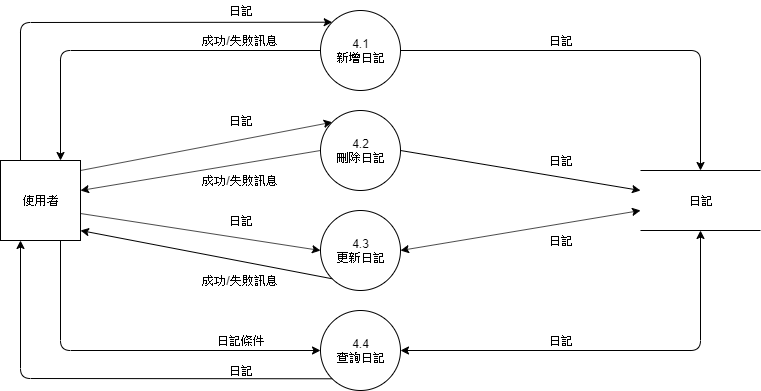 日記
成功/失敗訊息
4.1
新增日記
日記
日記
4.2
刪除日記
成功/失敗訊息
日記
使用者
日記
日記
4.3
更新日記
日記
成功/失敗訊息
日記條件
4.4
查詢日記
日記
日記